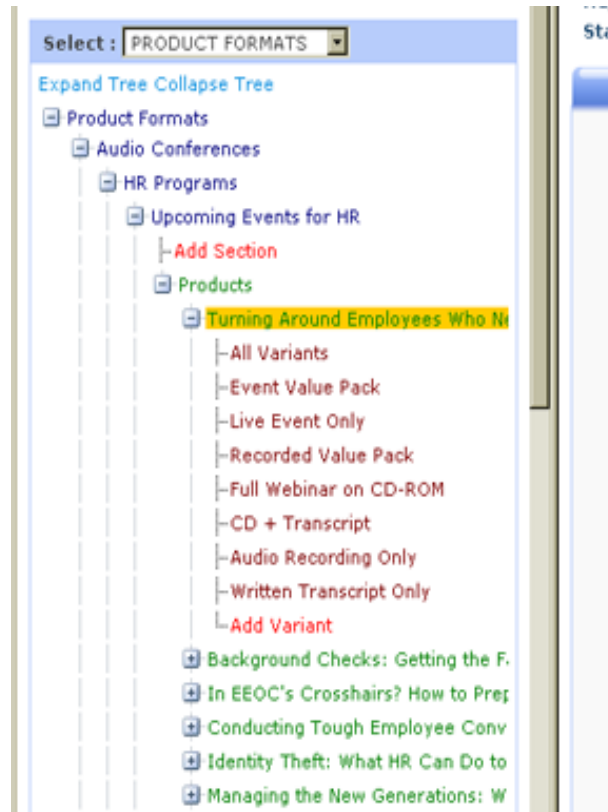 Sta
Select : PRODUCT FORMATS
Expand Tree Collapse Tree
Product Formats
Audio Conferences
HR Programs
Upcoming Events for HR
Add Section
Products
Turning Around Employees Who Ne
All Variants
Event Value Pack
Live Event Only
Recorded Value Pack
Full Webinar on CD-ROM
CD + Transcript
Audio Recording Only
Written Transcript Only
Add Variant
Background Checks: Getting the F
In EEOC's Crosshairs? How to Prep
Conducting Tough Employee Conv
Identity Theft: What HR Can Do to
Managing the New Generations: W